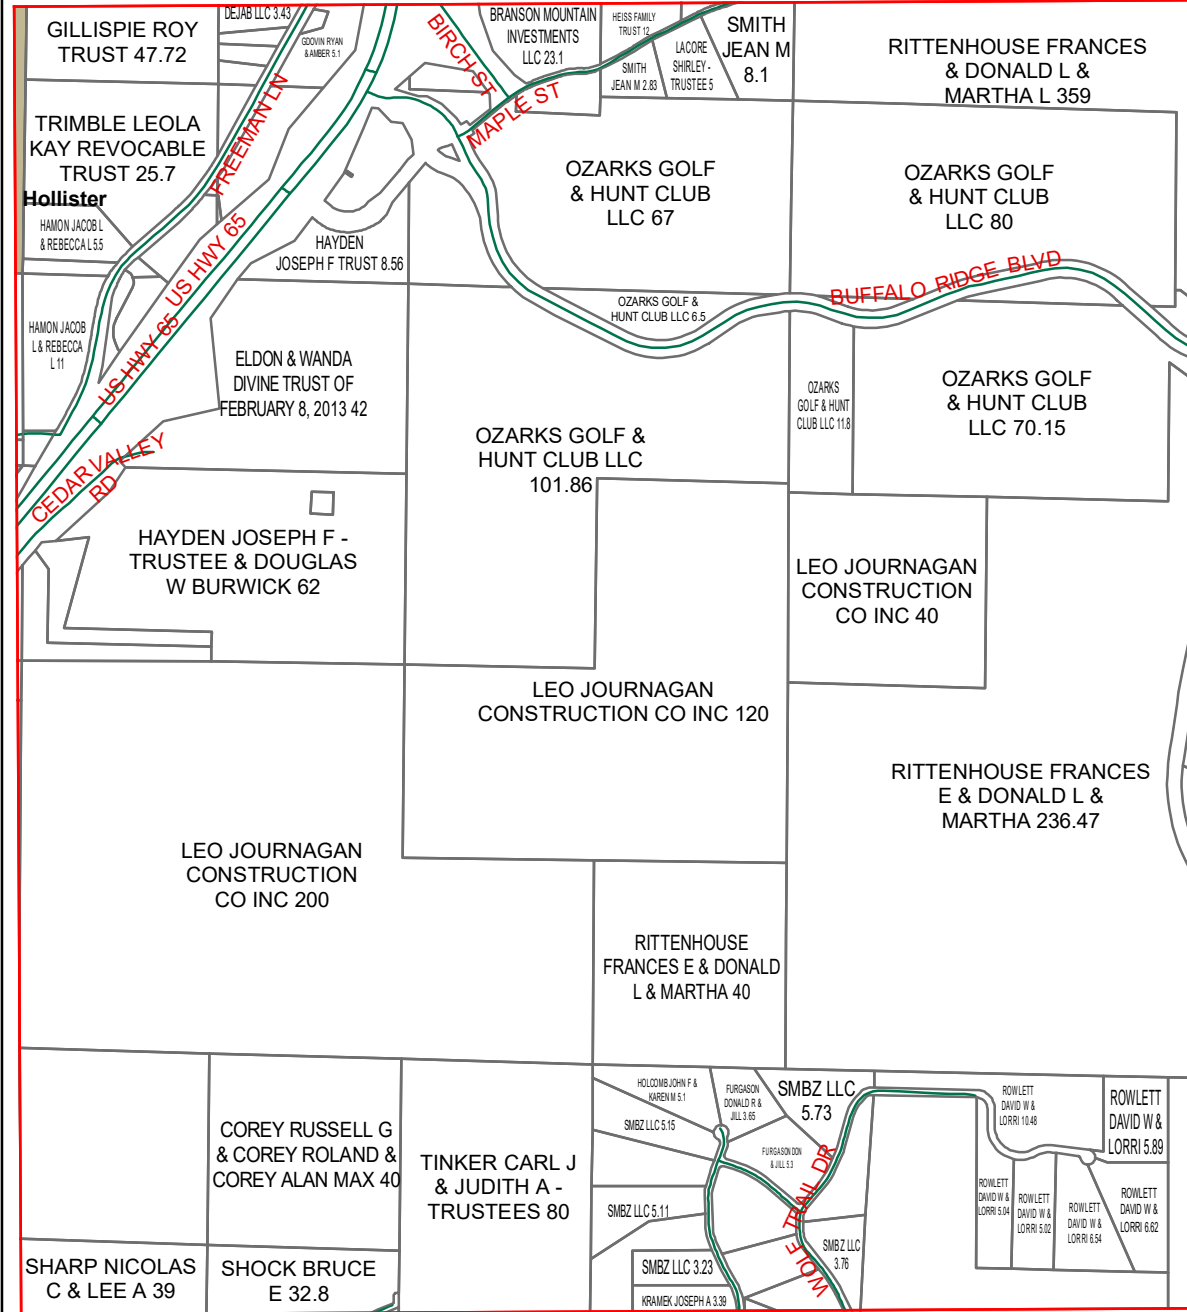 GILLISPIE ROY
TRUST 47.72
DEJAB LLC 3.43
GDOVIN RYAN
& AMBER 5.1
BIRCH ST
BRANSON MOUNTAIN
INVESTMENTS
LLC 23.1
HEISS FAMILY
TRUST 12
SMITH
JEAN M 2.83
LACORE
SHIRLEY -
TRUSTEE 5
SMITH
JEAN M
8.1
RITTENHOUSE FRANCES
& DONALD L &
MARTHA L 359
TRIMBLE LEOLA
KAY REVOCABLE
TRUST 25.7
FREEMAN LN
MAPLE ST
Hollister
HAMON JACOB L
& REBECCA L 5.5
OZARKS GOLF
& HUNT CLUB
LLC 67
OZARKS GOLF
& HUNT CLUB
LLC 80
US HWY 65
HAYDEN
JOSEPH F TRUST 8.56
BUFFALO RIDGE BLVD
OZARKS GOLF &
HUNT CLUB LLC 6.5
HAMON JACOB
L & REBECCA
L 11
US HWY 65
ELDON & WANDA
DIVINE TRUST OF
FEBRUARY 8, 2013 42
OZARKS
GOLF & HUNT
CLUB LLC 11.8
OZARKS GOLF
& HUNT CLUB
LLC 70.15
OZARKS GOLF &
HUNT CLUB LLC
101.86
CEDAR VALLEY
RD
HAYDEN JOSEPH F -
TRUSTEE & DOUGLAS
W BURWICK 62
LEO JOURNAGAN
CONSTRUCTION
CO INC 40
LEO JOURNAGAN
CONSTRUCTION CO INC 120
RITTENHOUSE FRANCES
E & DONALD L &
MARTHA 236.47
LEO JOURNAGAN
CONSTRUCTION
CO INC 200
RITTENHOUSE
FRANCES E & DONALD
L & MARTHA 40
HOLCOMB JOHN F &
KAREN M 5.1
SMBZ LLC 5.15
FURGASON
DONALD R &
JILL 3.65
SMBZ LLC
5.73
FURGASON DON
& JILL 5.3
ROWLETT
DAVID W &
LORRI 10.48
ROWLETT
DAVID W &
LORRI 5.89
COREY RUSSELL G
& COREY ROLAND &
COREY ALAN MAX 40
TINKER CARL J
& JUDITH A -
TRUSTEES 80
SMBZ LLC 5.11
WOLF TRAIL DR
ROWLETT
DAVID W &
LORRI 5.04
ROWLETT
DAVID W &
LORRI 5.02
ROWLETT
DAVID W &
LORRI 6.54
ROWLETT
DAVID W &
LORRI 6.62
SMBZ LLC
3.76
SHARP NICOLAS
C & LEE A 39
SHOCK BRUCE
E 32.8
SMBZ LLC 3.23
KRAMEK JOSEPH A 3.39